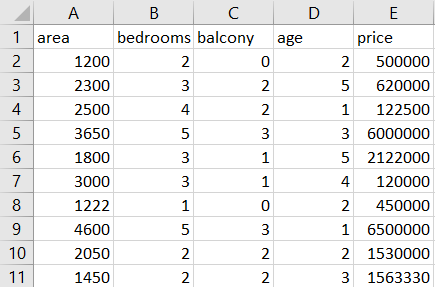 A B C D E
1 area bedrooms balcony age price
2 1200 2 0 2 500000
3 2300 3 2 5 620000
4 2500 4 2 1 122500
5 3650 5 3 3 6000000
6 1800 3 1 5 2122000
7 3000 3 1 4 120000
8 1222 1 0 2 450000
9 4600 5 3 1 6500000
10 2050 2 2 2 1530000
11 1450 2 2 3 1563330